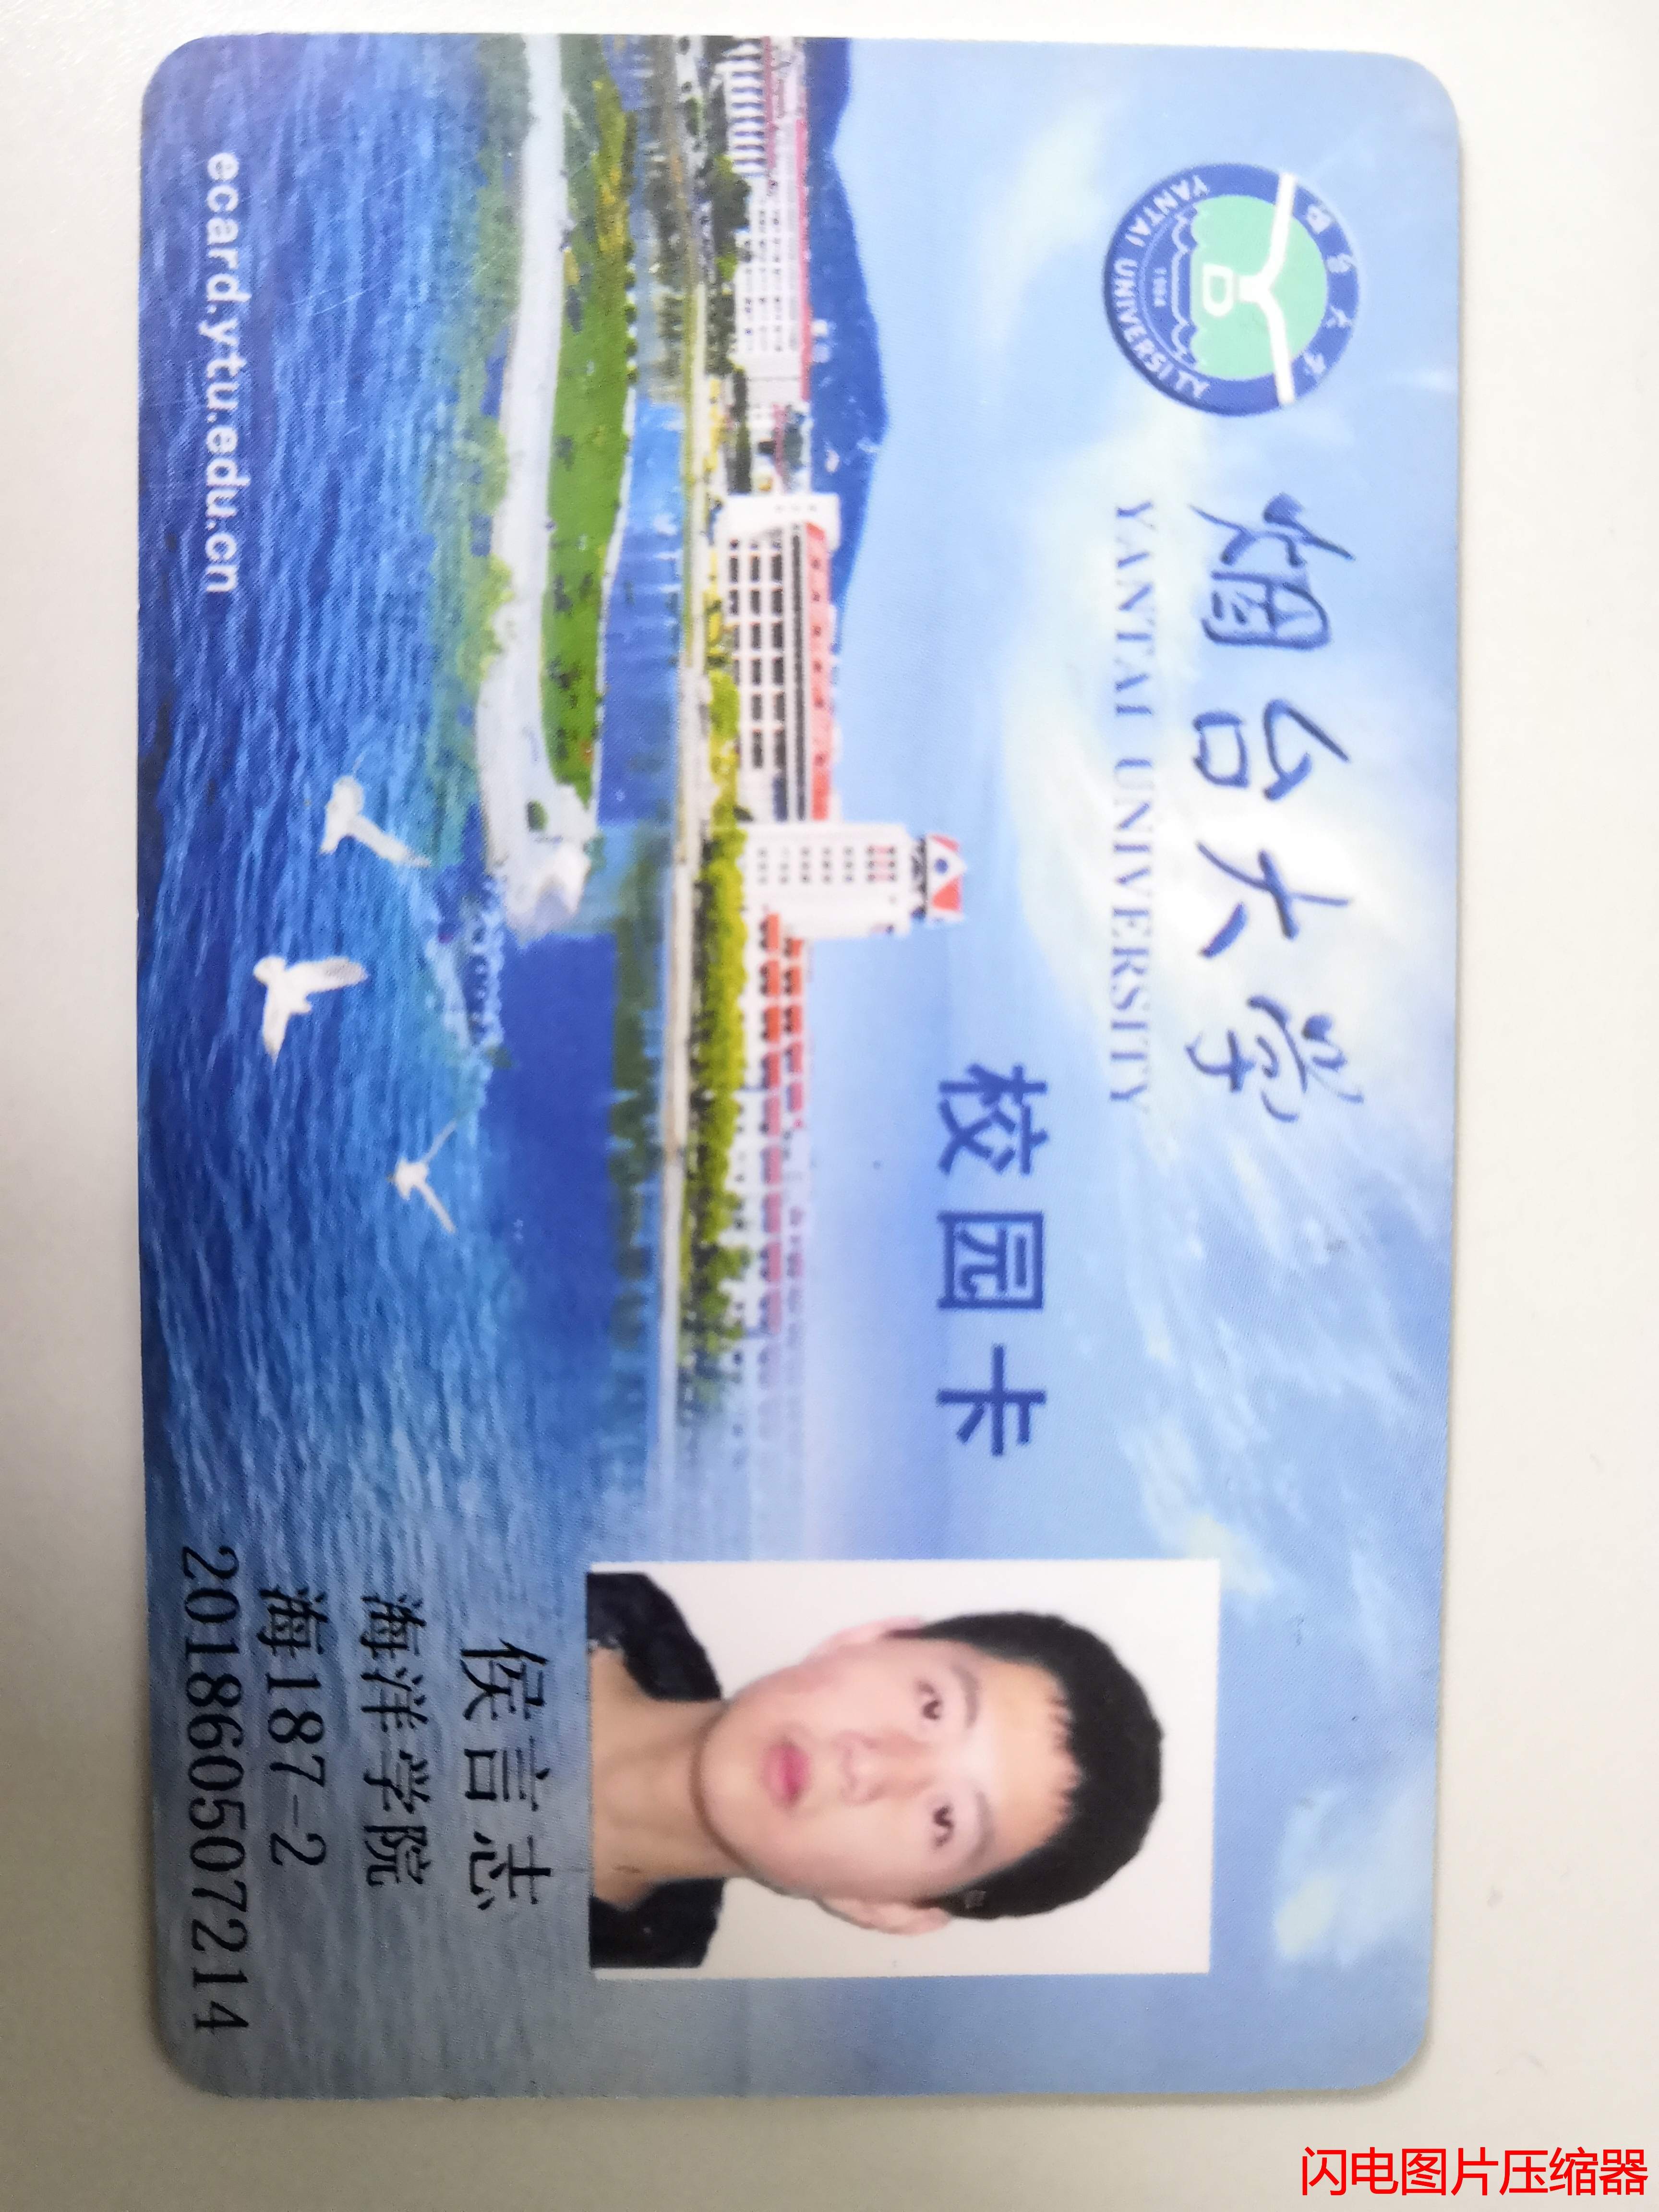 闪电图片压缩器
烟台大学
D
1984
YANTAI UNIVERSITY
烟台大学
YANTAI UNIVERSITY
校园卡
侯言志
海洋学院
海187-2
201860507214
ecard.ytu.edu.cn